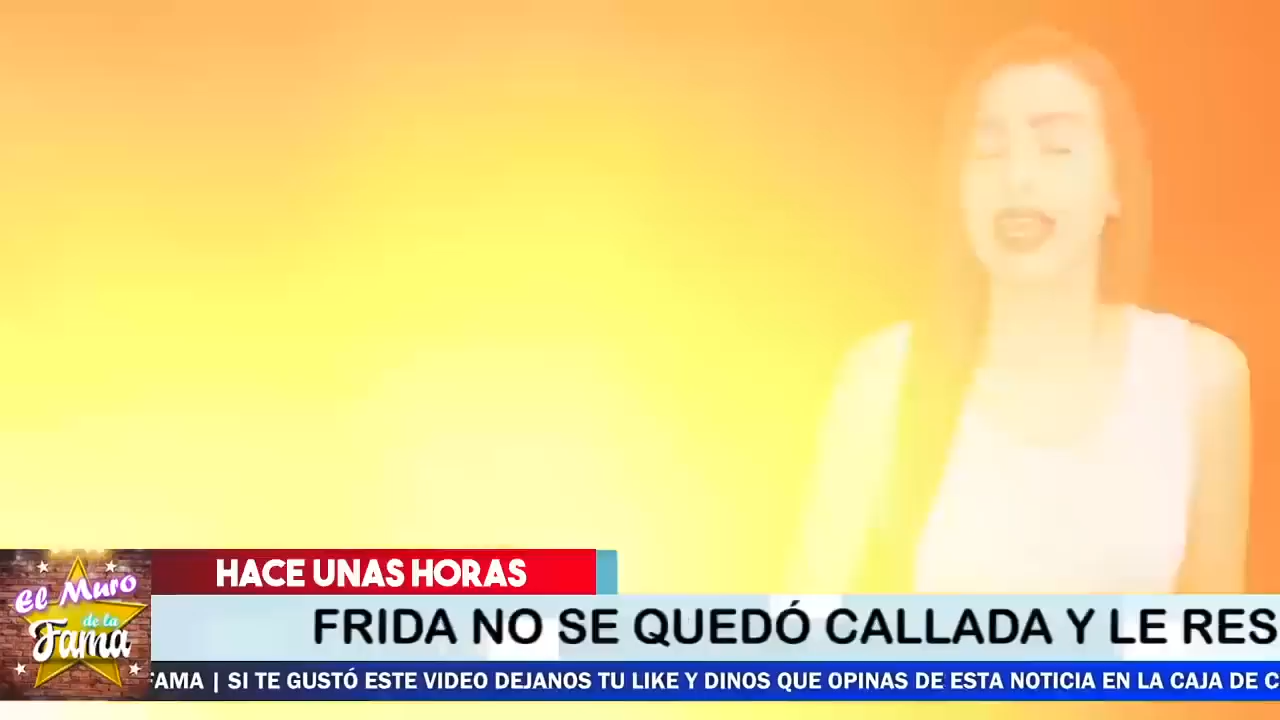 HACE UNAS HORAS
El Muro
de la
Fama
FRIDA NO SE QUEDÓ CALLADA Y LE RES
FAMA | SI TE GUSTÓ ESTE VIDEO DEJANOS TU LIKE Y DINOS QUE OPINAS DE ESTA NOTICIA EN LA CAJA DE C